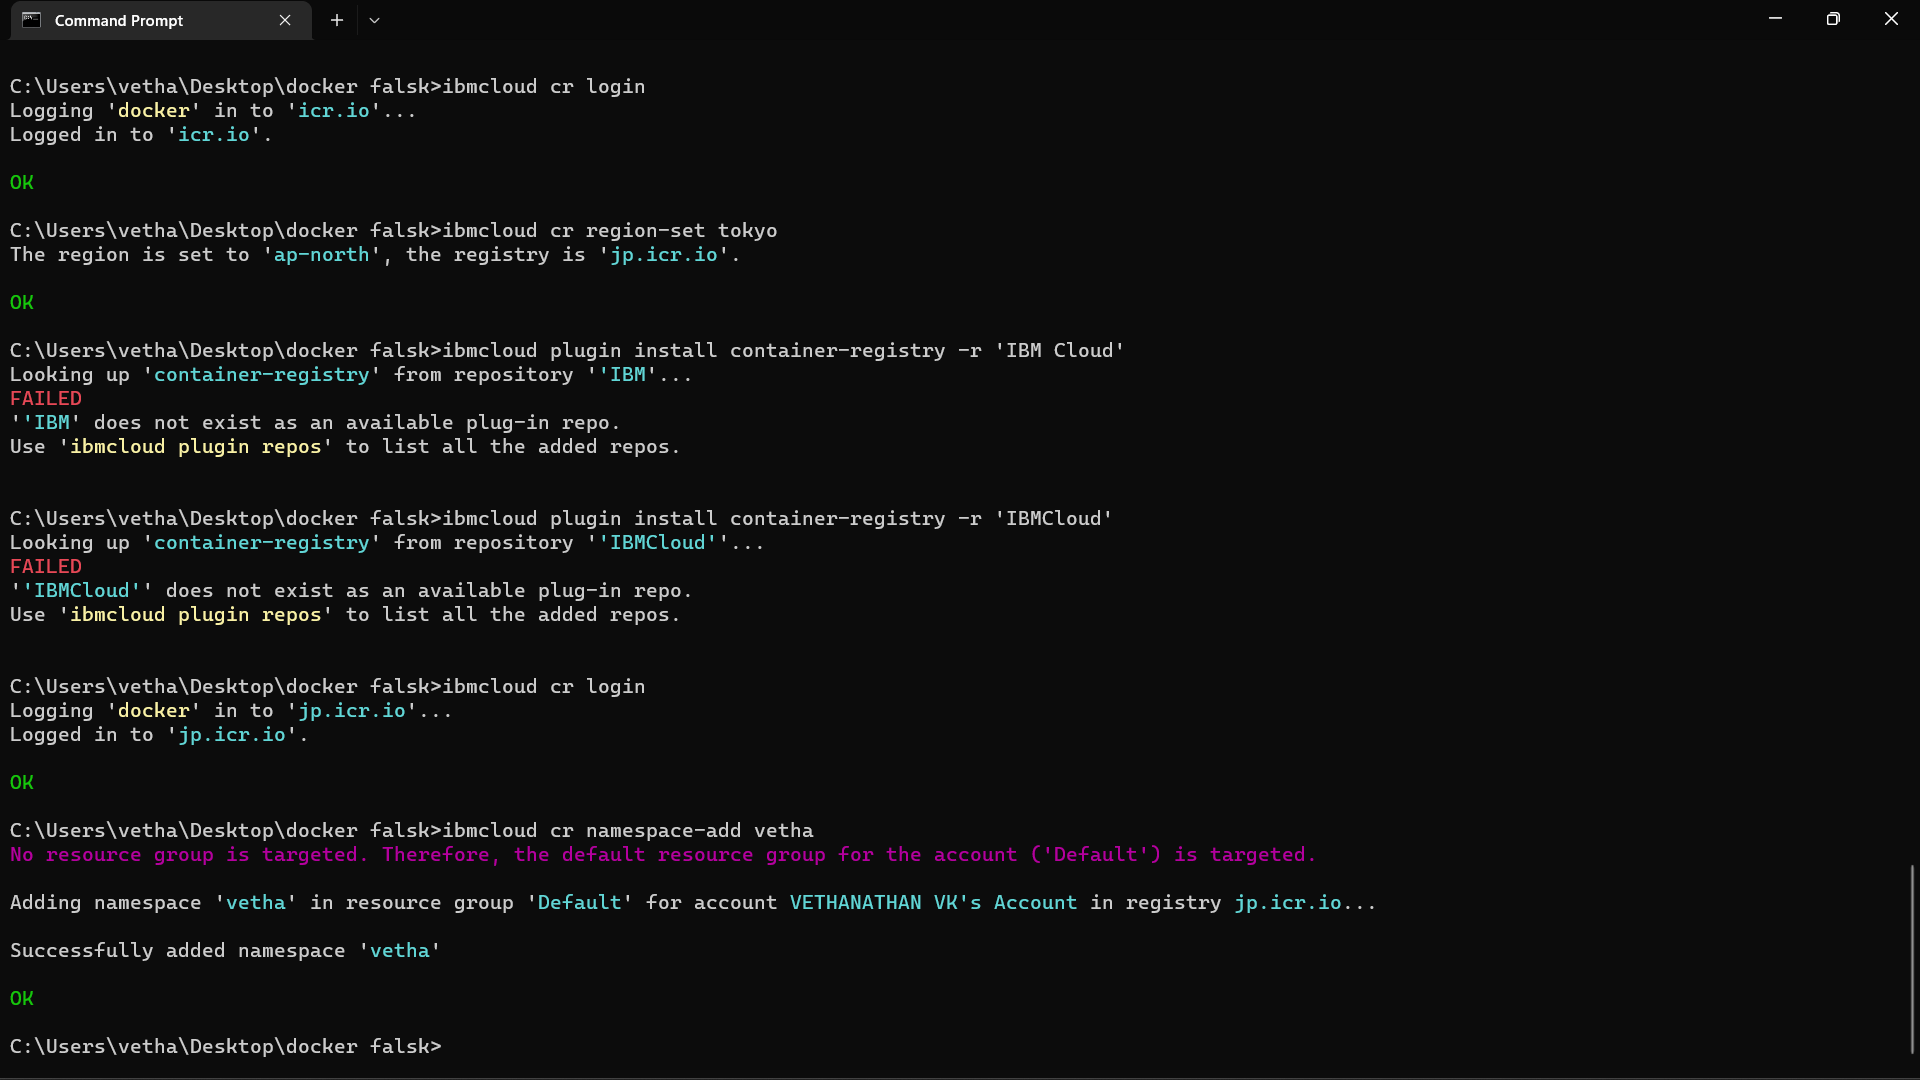 Command Prompt
C:\Users\vetha\Desktop\docker falsk>ibmcloud cr login
Logging 'docker' in to 'icr.io'...
Logged in to 'icr.io'.
OK
C:\Users\vetha\Desktop\docker falsk>ibmcloud cr region-set tokyo
The region is set to 'ap-north', the registry is 'jp.icr.io'.
OK
C:\Users\vetha\Desktop\docker falsk>ibmcloud plugin install container-registry -r 'IBM Cloud'
Looking up 'container-registry' from repository ''IBM'...
FAILED
''IBM' does not exist as an available plug-in repo.
Use 'ibmcloud plugin repos' to list all the added repos.
C:\Users\vetha\Desktop\docker falsk>ibmcloud plugin install container-registry -r 'IBMCloud'
Looking up 'container-registry' from repository ''IBMCloud''...
FAILED
''IBMCloud'' does not exist as an available plug-in repo.
Use 'ibmcloud plugin repos' to list all the added repos.
C:\Users\vetha\Desktop\docker falsk>ibmcloud cr login
Logging 'docker' in to 'jp.icr.io'...
Logged in to 'jp.icr.io'.
OK
C:\Users\vetha\Desktop\docker falsk>ibmcloud cr namespace-add vetha
No resource group is targeted. Therefore, the default resource group for the account ('Default') is targeted.
Adding namespace 'vetha' in resource group 'Default' for account VETHANATHAN VK's Account in registry jp.icr.io...
Successfully added namespace 'vetha'
OK
C:\Users\vetha\Desktop\docker falsk>